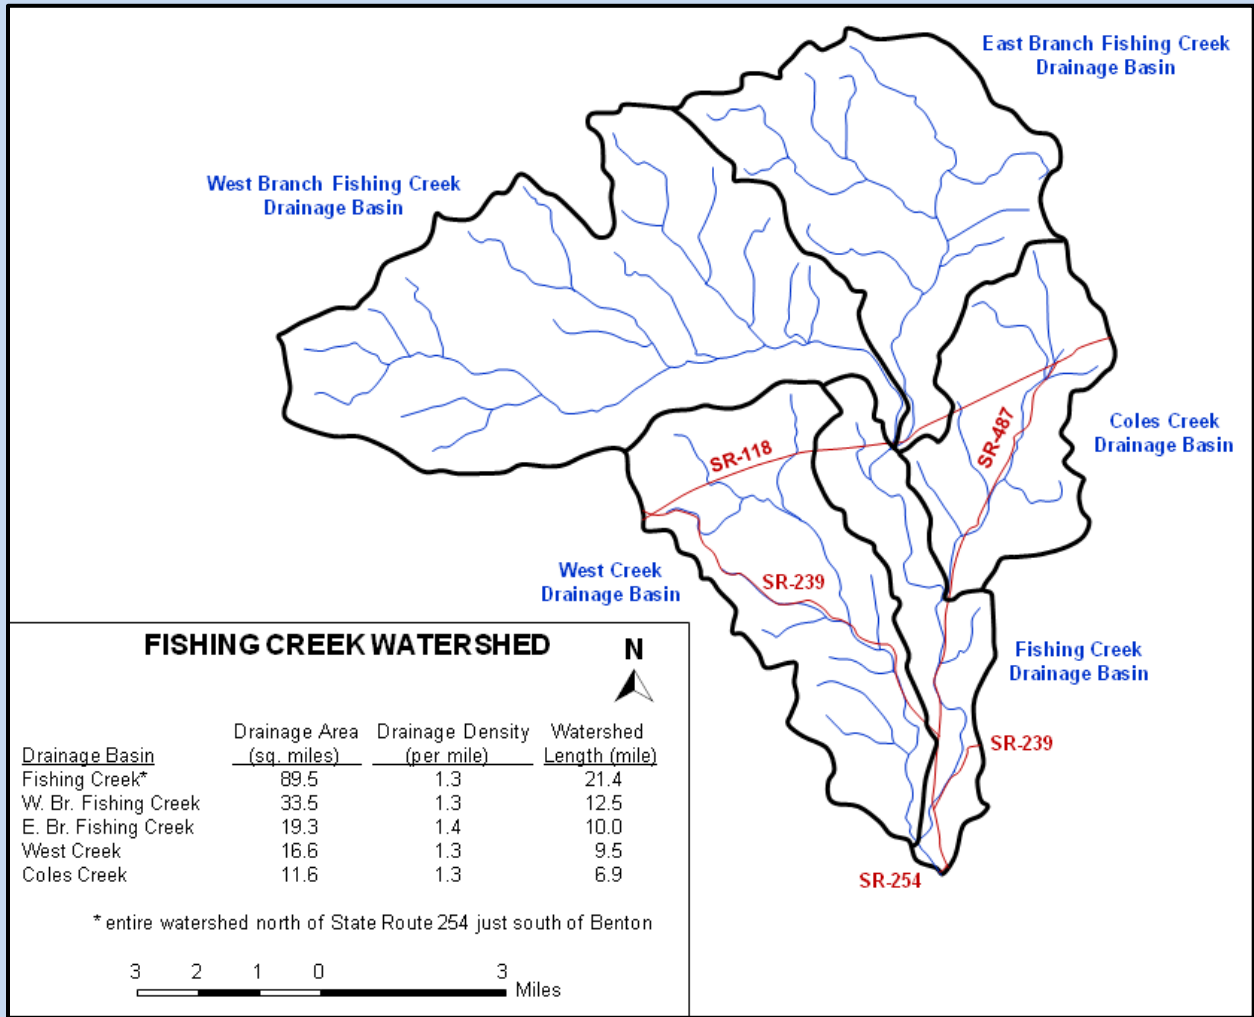 East Branch Fishing Creek
Drainage Basin
West Branch Fishing Creek
Drainage Basin
Coles Creek
Drainage Basin
SR-487
SR-118
West Creek
Drainage Basin
SR-239
Fishing Creek
Drainage Basin
SR-239
SR-254
FISHING CREEK WATERSHED
N
Drainage Area Drainage Density Watershed
Drainage Basin (sq. miles) (per mile) Length (mile)
Fishing Creek* 89.5 1.3 21.4
W. Br. Fishing Creek 33.5 1.3 12.5
E. Br. Fishing Creek 19.3 1.4 10.0
West Creek 16.6 1.3 9.5
Coles Creek 11.6 1.3 6.9
* entire watershed north of State Route 254 just south of Benton
3 2 1 0 3
Miles